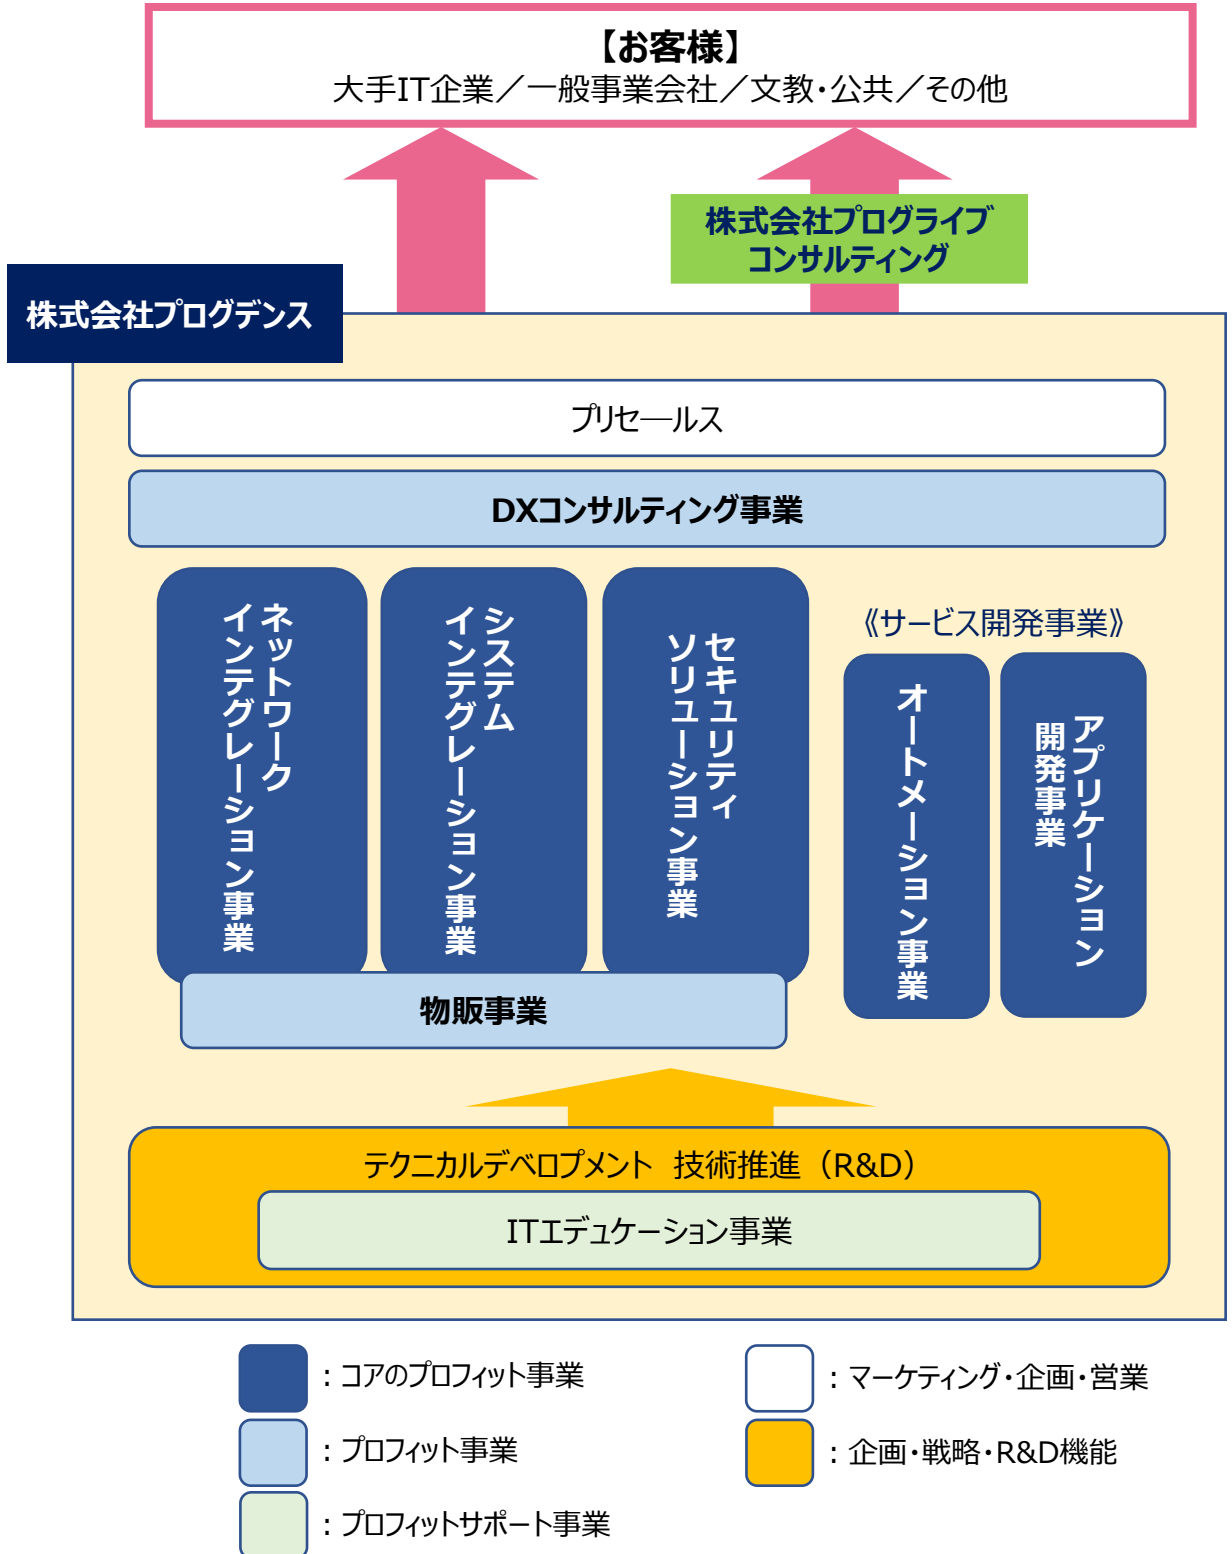 【お客様】
大手IT企業／一般事業会社／文教・公共／その他
株式会社プログライブ
コンサルティング
株式会社プログデンス
プリセールス
DXコンサルティング事業
ネットワーク
インテグレーション事業
システム
インテグレーション事業
セキュリティ
ソリューション事業
《サービス開発事業》
オートメーション事業
アプリケーション
開発事業
物販事業
テクニカルデベロプメント　技術推進（R&D）
ITエデュケーション事業
：コアのプロフィット事業
：プロフィット事業
：プロフィットサポート事業
：マーケティング・企画・営業
：企画・戦略・R&D機能